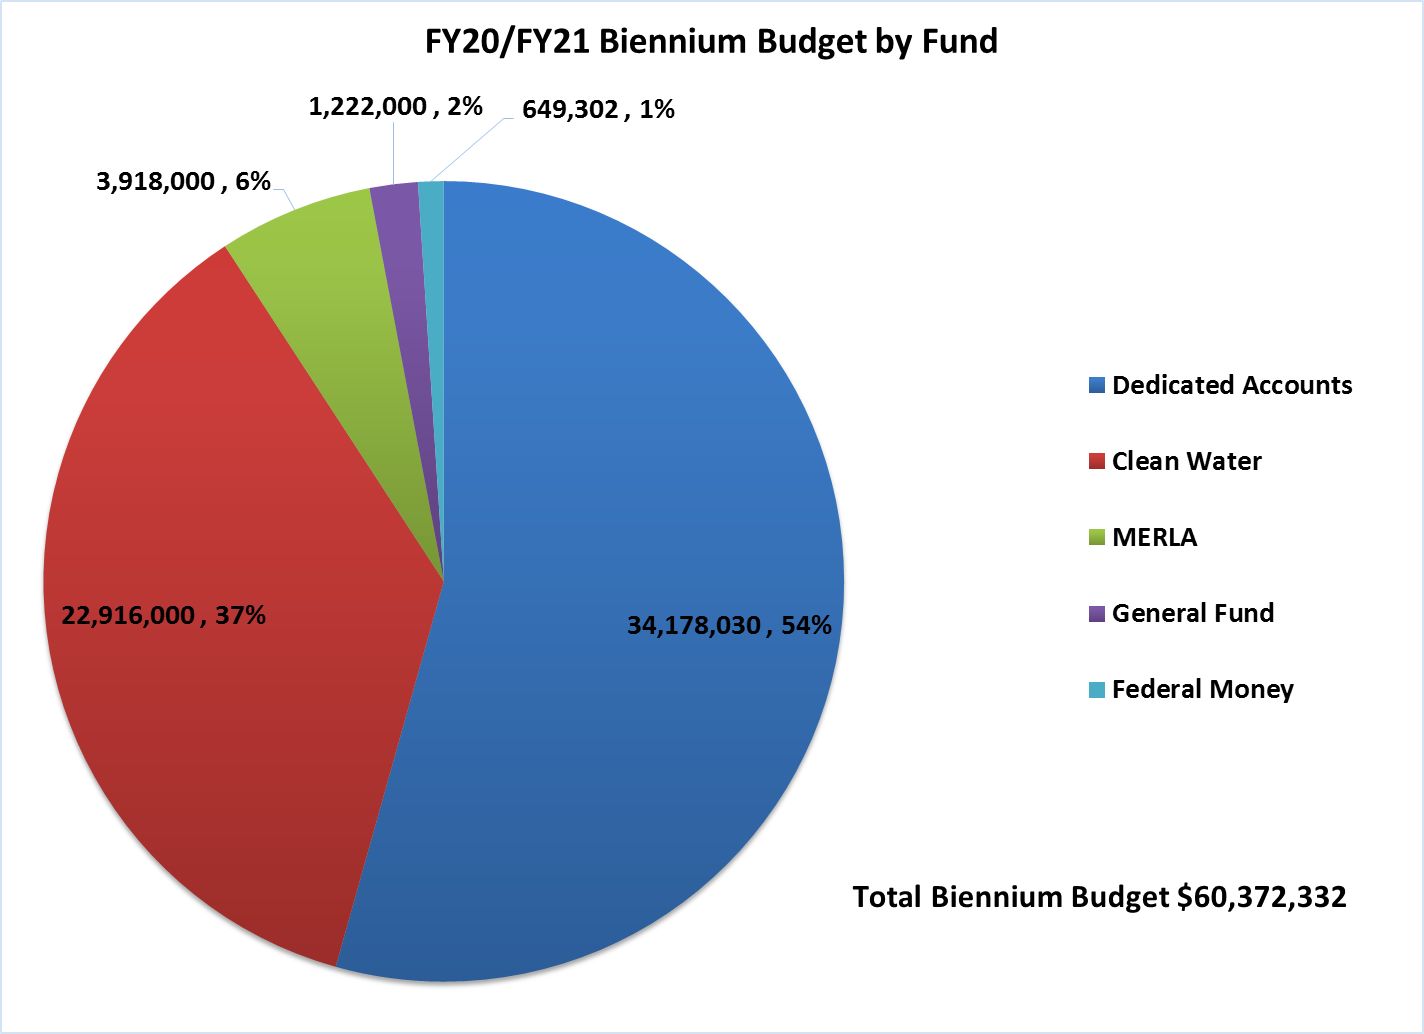 FY20/FY21 Biennium Budget by Fund
1,222,000 , 2%
649,302 , 1%
3,918,000 , 6%
22,916,000 , 37%
34,178,030 , 54%
Dedicated Accounts
Clean Water
MERLA
General Fund
Federal Money
Total Biennium Budget $60,372,332